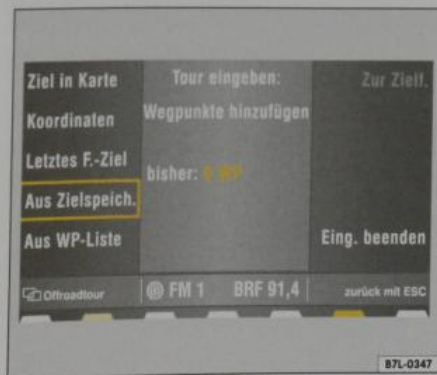 Ziel in Karte
Koordinaten
Letztes F.-Ziel
Aus Zielspeich.
Aus WP-Liste
Tour eingeben:
Wegpunkte hinzufügen
bisher: WP
Zur Zielf.
Eing. beenden
Offroadtour
FM 1 BRF 91,4
zurück mit ESC
B7L-0347